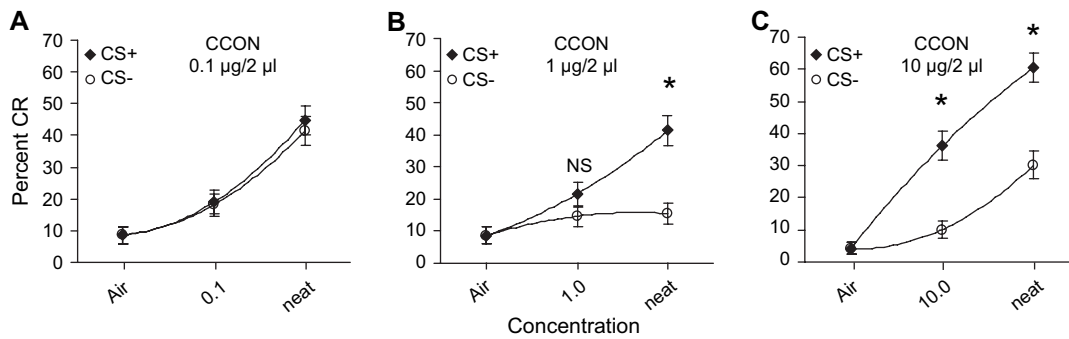 A
CCON
0.1 µg/2 µl
CS+
CS-
Percent CR
70
60
50
40
30
20
10
0
Air
0.1
neat
B
CCON
1 µg/2 µl
CS+
CS-
70
60
50
40
30
20
10
0
NS
*
Air
1.0
neat
C
CCON
10 µg/2 µl
CS+
CS-
70
60
50
40
30
20
10
0
*
*
Air
10.0
neat
Concentration